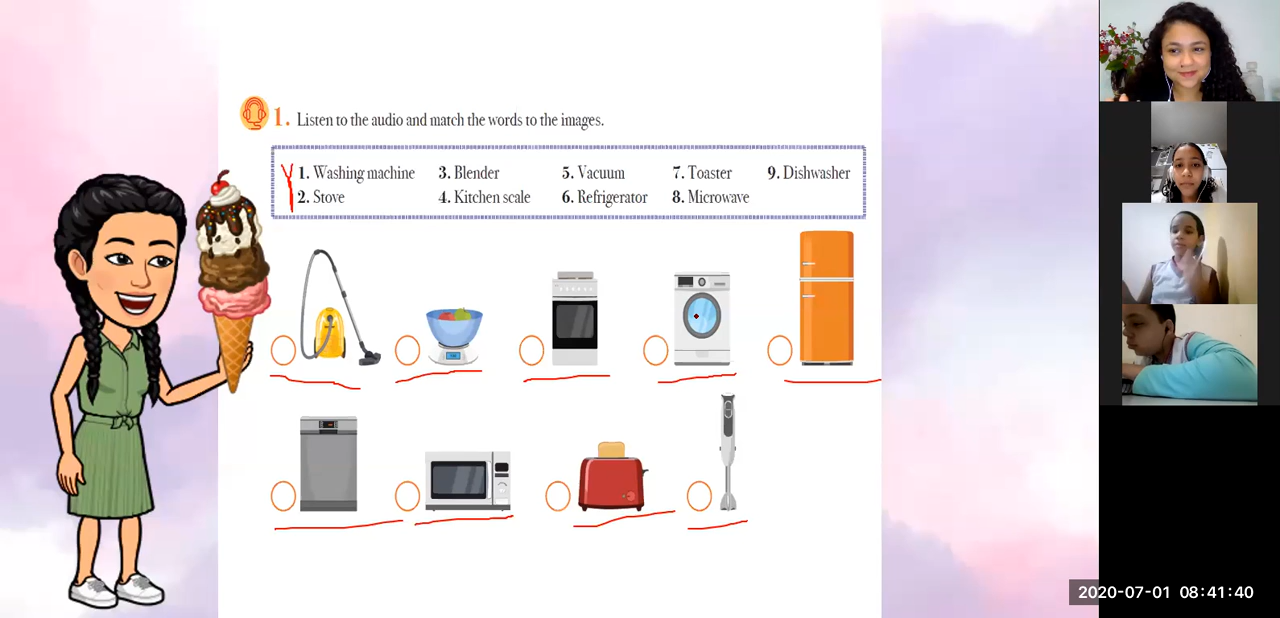 1. Listen to the audio and match the words to the images.
1. Washing machine 3. Blender 5. Vacuum 7. Toaster 9. Dishwasher
2. Stove 4. Kitchen scale 6. Refrigerator 8. Microwave
2020-07-01 08:41:40